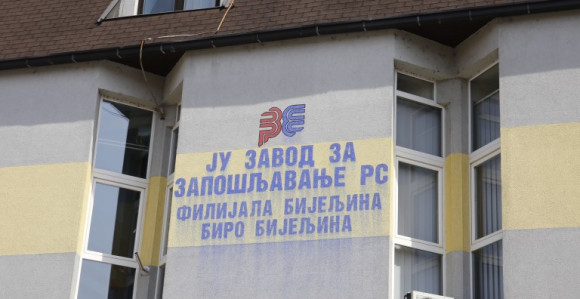 ЈУ ЗАВОД ЗА
ЗАПОШЉАВАЊЕ РС
ФИЛИЈАЛА БИЈЕЉИНА
БИРО БИЈЕЉИНА